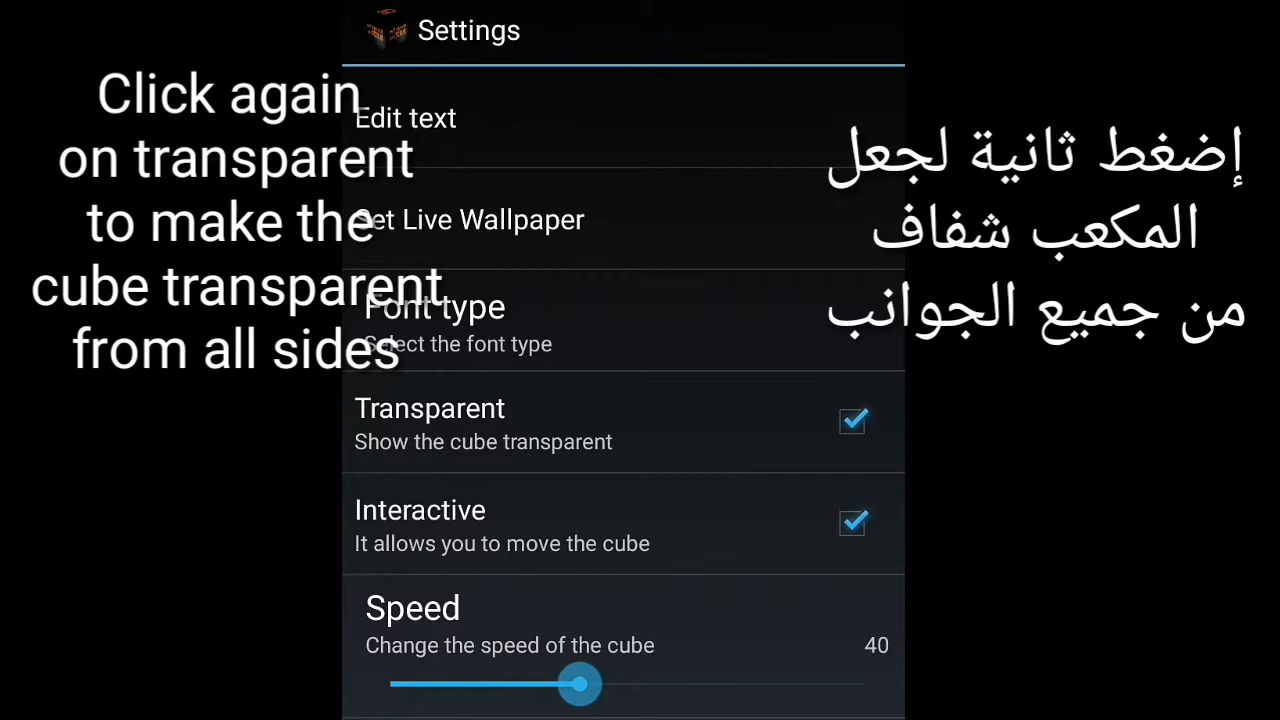 Settings
Click again
on transparent
to make the
cube transparent
from all sides
Edit text
Set Live Wallpaper
Font type
Select the font type
Transparent
Show the cube transparent
Interactive
It allows you to move the cube
Speed
Change the speed of the cube
40
إضغط ثانية لجعل
المكعب شفاف
من جميع الجوانب